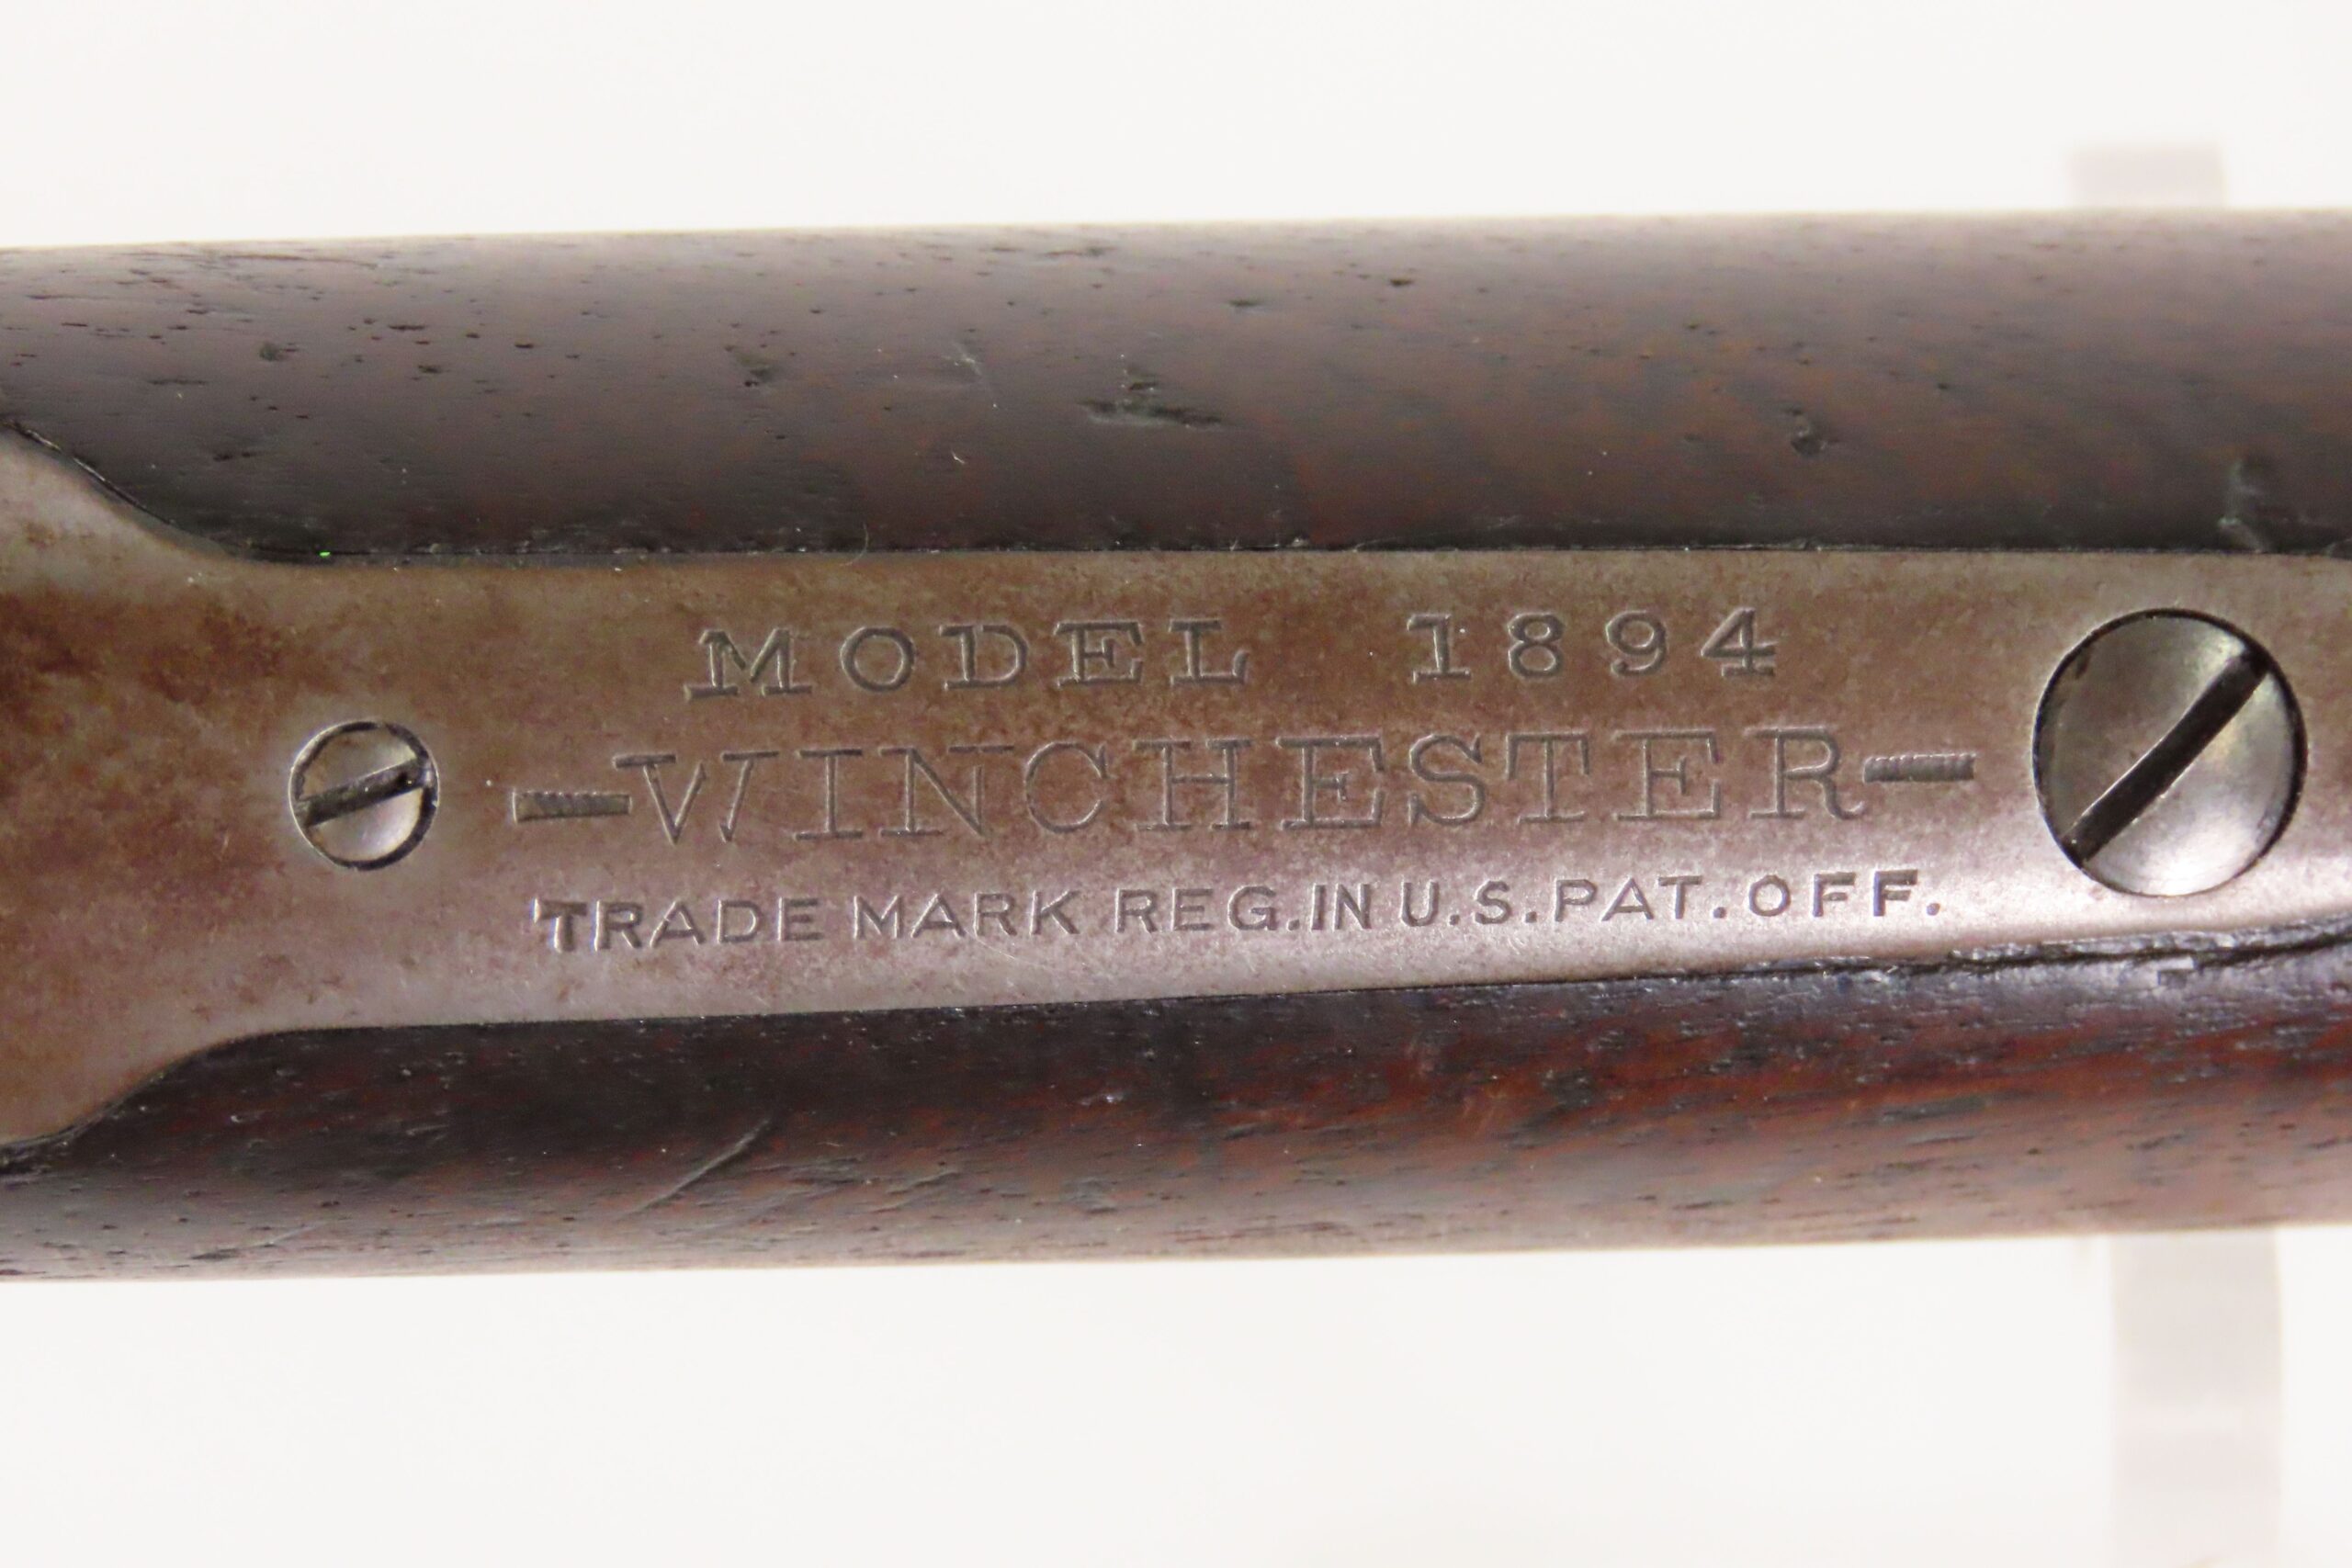 MODEL 1894
-WINCHESTER-
TRADE MARK REG. IN U.S. PAT. OFF.